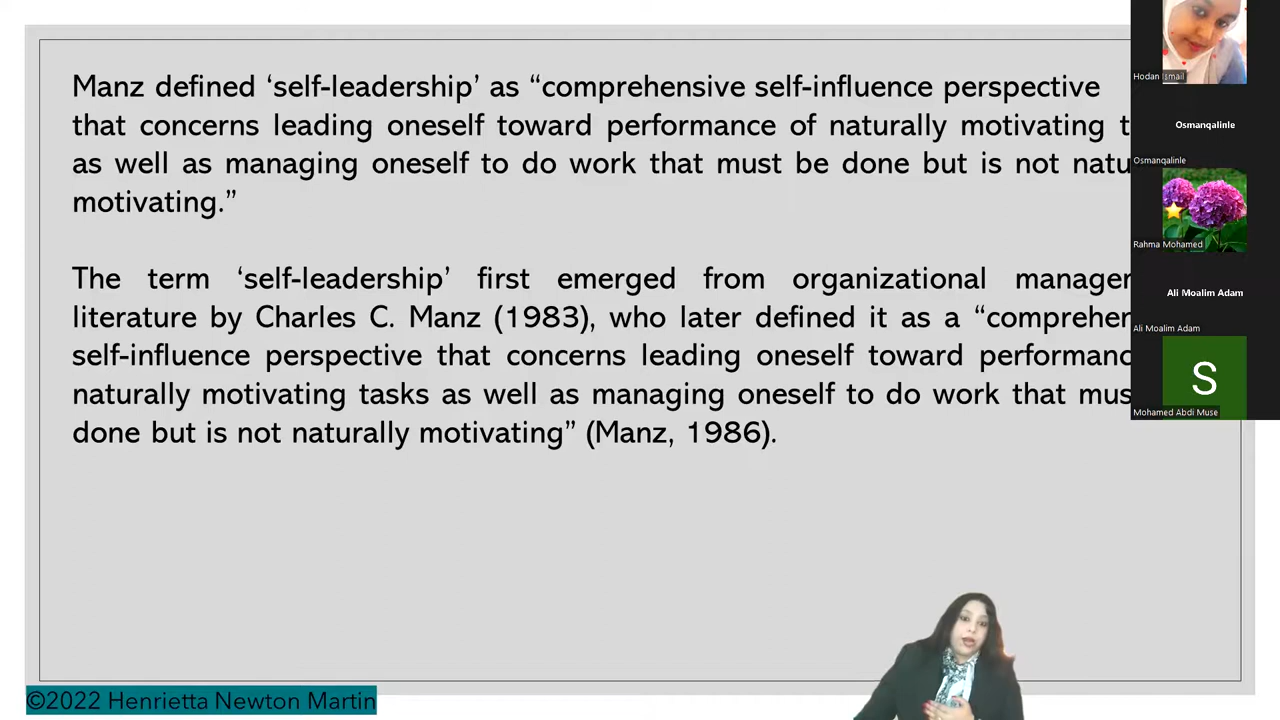 Manz defined ‘self-leadership’ as “comprehensive self-influence perspective
that concerns leading oneself toward performance of naturally motivating
as well as managing oneself to do work that must be done but is not
motivating.”
The term ‘self-leadership’ first emerged from organizational
literature by Charles C. Manz (1983), who later defined it as a
self-influence perspective that concerns leading oneself toward
naturally motivating tasks as well as managing oneself to do work that
done but is not naturally motivating” (Manz, 1986).
©2022 Henrietta Newton Martin
Hodan Ismail
Osmanqalinle
Osmanqalinle
Rahma Mohamed
Ali Moalim Adam
Ali Moalim Adam
S
Mohamed Abdi Muse